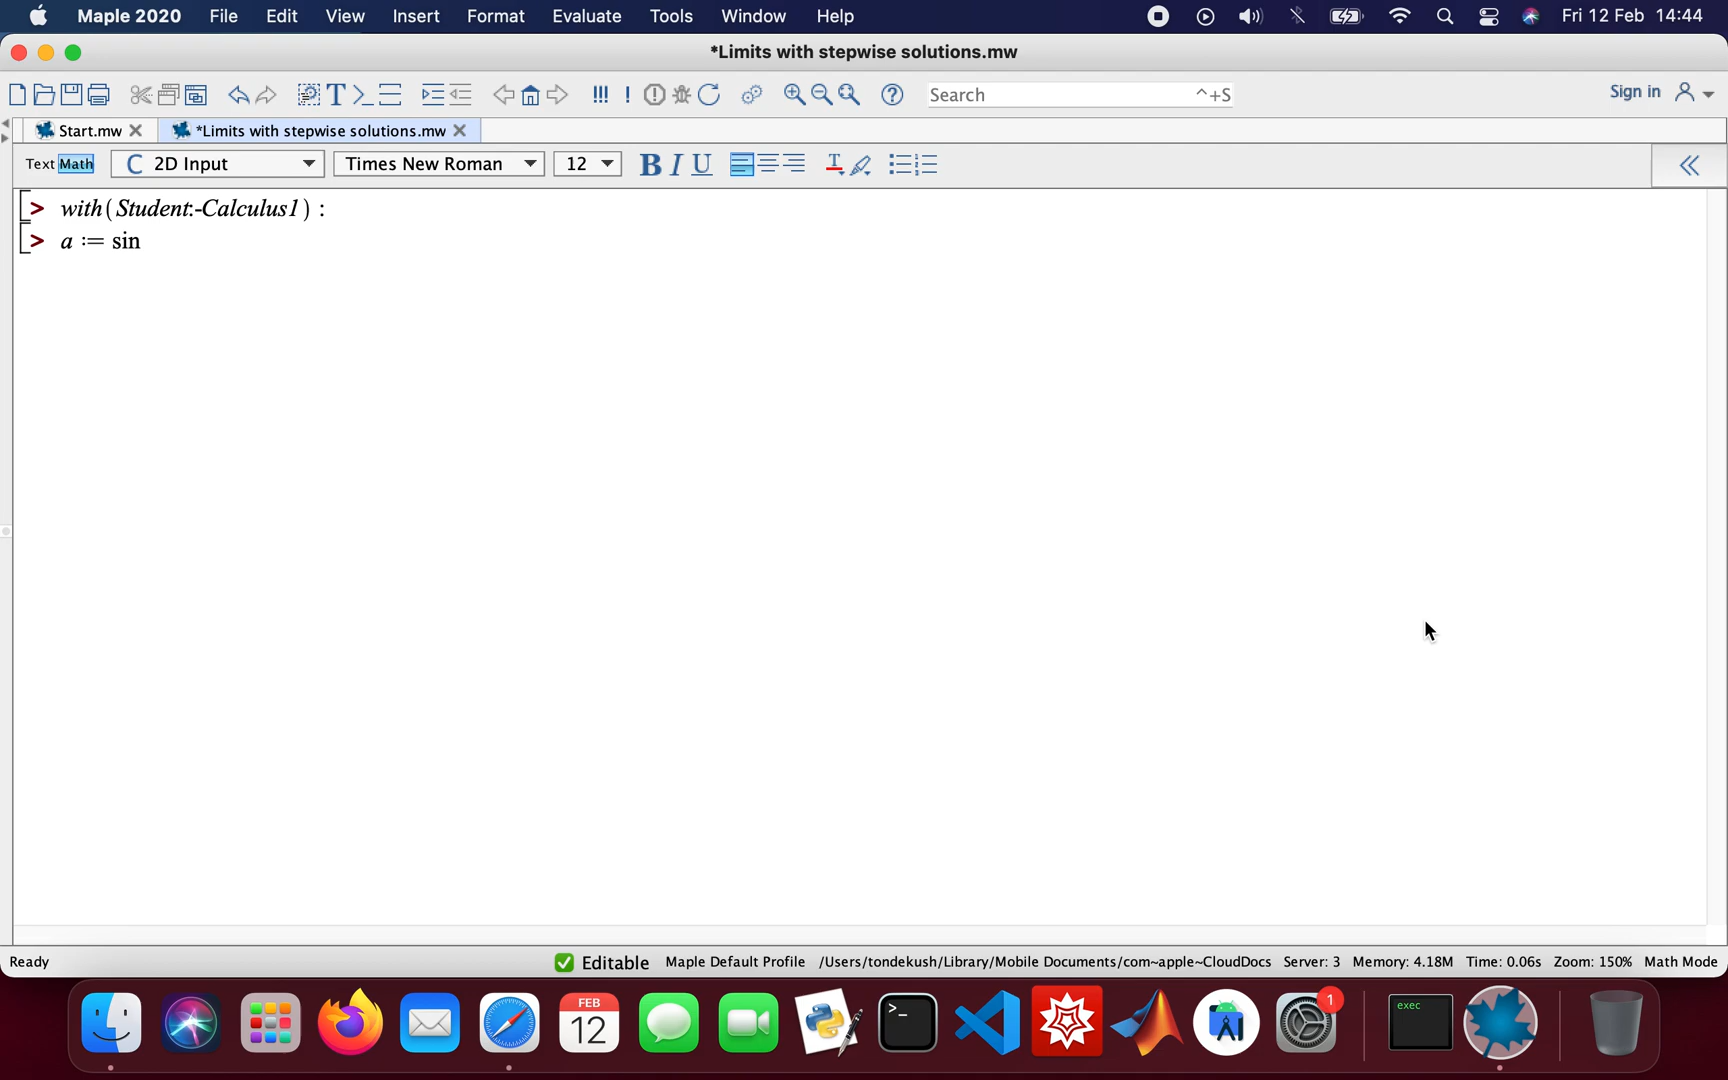 Maple 2020 File Edit View Insert Format Evaluate Tools Window Help Fri 12 Feb 14:44
*Limits with stepwise solutions.mw
Search ^+S Sign in
Start.mw *Limits with stepwise solutions.mw
Text Math C 2D Input Times New Roman 12 B I U
> with(Student:-Calculus1) :
> a := sin
Ready Editable Maple Default Profile /Users/tondekush/Library/Mobile Documents/com~apple~CloudDocs Server: 3 Memory: 4.18M Time: 0.06s Zoom: 150% Math Mode
FEB
12
>_
exec
1